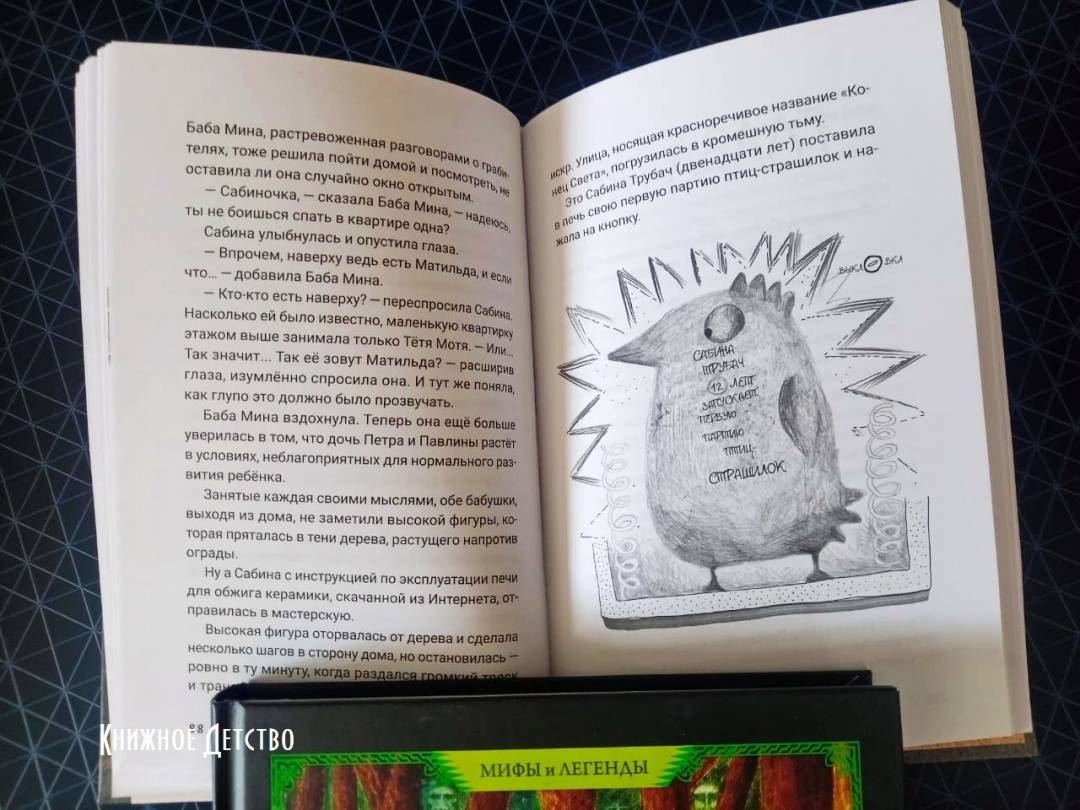 Баба Мина, растревоженная разговорами о граби-
телях, тоже решила пойти домой и посмотреть, не
оставила ли она случайно окно открытым.
— Сабиночка, — сказала Баба Мина, — надеюсь,
ты не боишься спать в квартире одна?
Сабина улыбнулась и опустила глаза.
— Впрочем, наверху ведь есть Матильда, и если
что... — добавила Баба Мина.
— Кто-кто есть наверху? — переспросила Сабина.
Насколько ей было известно, маленькую квартирку
этажом выше занимала только Тётя Мотя. — Или...
Так значит... Так её зовут Матильда? — расширив
глаза, изумлённо спросила она. И тут же поняла,
как глупо это должно было прозвучать.
Баба Мина вздохнула. Теперь она ещё больше
уверилась в том, что дочь Петра и Павлины растёт
в условиях, неблагоприятных для нормального раз-
вития ребёнка.
Занятые каждая своими мыслями, обе бабушки,
выходя из дома, не заметили высокой фигуры, ко-
торая пряталась в тени дерева, растущего напротив
ограды.
Ну а Сабина с инструкцией по эксплуатации печи
для обжига керамики, скачанной из Интернета, от-
правилась в мастерскую.
Высокая фигура оторвалась от дерева и сделала
несколько шагов в сторону дома, но остановилась —
ровно в ту минуту, когда раздался громкий треск
и
88
искр. Улица, носящая красноречивое название «Ко-
нец Света», погрузилась в кромешную тьму.
Это Сабина Трубач (двенадцати лет) поставила
в печь свою первую партию птиц-страшилок и на-
жала на кнопку.
ВЫКЛ ВКЛ
САБИНА
ТРУБАЧ
12 ЛЕТ
ЗАПУСКАЕТ
ПЕРВУЮ
ПАРТИЮ
ПТИЦ-
СТРАШИЛОК
Книжное Детство
МИФЫ и ЛЕГЕНДЫ